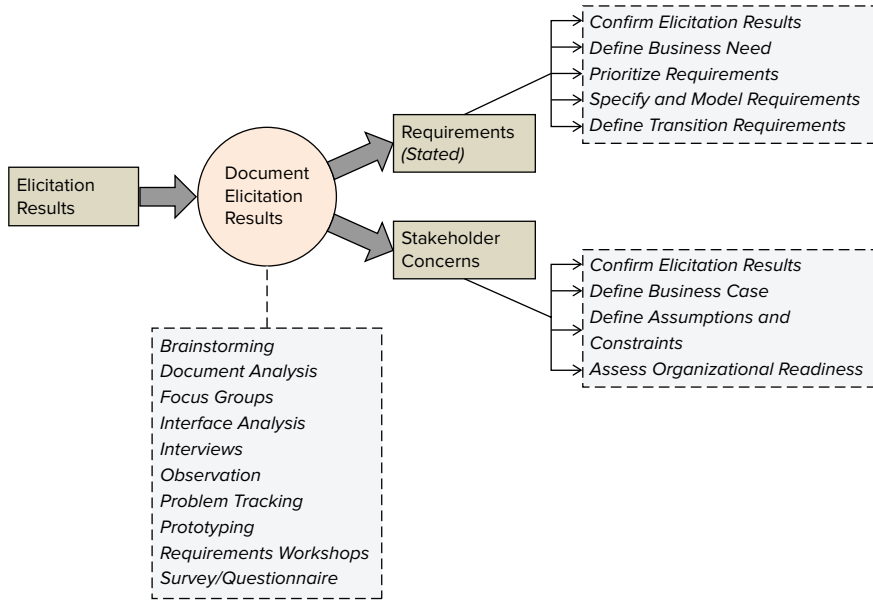 Elicitation
Results
Document
Elicitation
Results
Requirements
(Stated)
Stakeholder
Concerns
Confirm Elicitation Results
Define Business Need
Prioritize Requirements
Specify and Model Requirements
Define Transition Requirements
Confirm Elicitation Results
Define Business Case
Define Assumptions and
Constraints
Assess Organizational Readiness
Brainstorming
Document Analysis
Focus Groups
Interface Analysis
Interviews
Observation
Problem Tracking
Prototyping
Requirements Workshops
Survey/Questionnaire